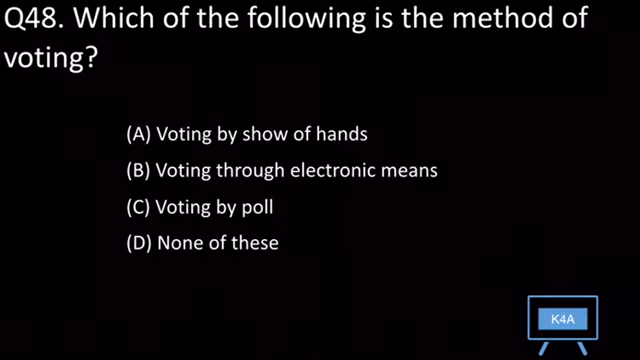 Q48. Which of the following is the method of
voting?
(A) Voting by show of hands
(B) Voting through electronic means
(C) Voting by poll
(D) None of these
K4A